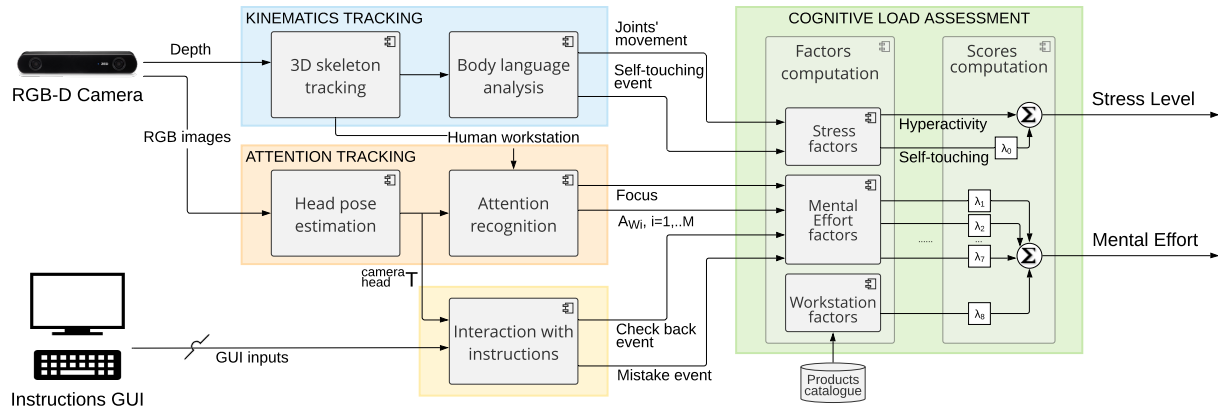 KINEMATICS TRACKING
3D skeleton
tracking
Body language
analysis
Depth
RGB-D Camera
RGB images
Joints'
movement
Self-touching
event
Human workstation
ATTENTION TRACKING
Head pose
estimation
Attention
recognition
Focus
A_Wi, i=1,..M
camera
head T
Interaction with
instructions
GUI inputs
Instructions GUI
Check back
event
Mistake event
COGNITIVE LOAD ASSESSMENT
Factors
computation
Scores
computation
Stress
factors
Hyperactivity
Self-touching
Σ
λ0
Stress Level
Mental
Effort
factors
λ1
λ2
......
...
λ7
Σ
Mental Effort
Workstation
factors
λ8
Products
catalogue